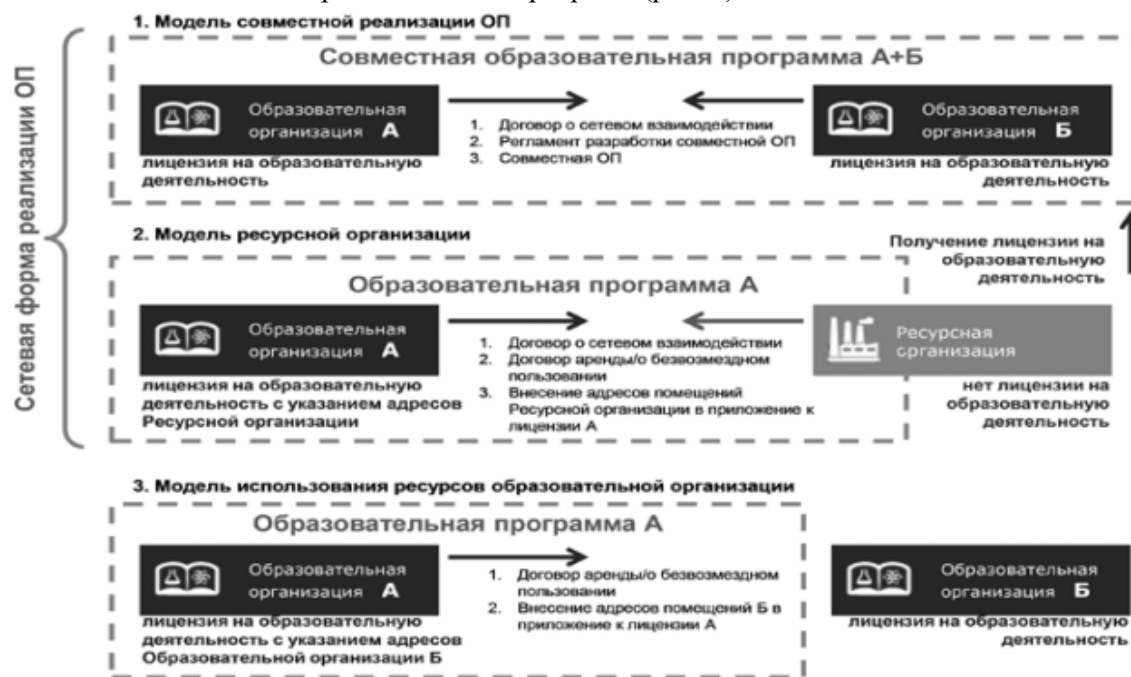 1. Модель совместной реализации ОП
Совместная образовательная программа А+Б
Образовательная
организация А
лицензия на образовательную
деятельность
1. Договор о сетевом взаимодействии
2. Регламент разработки совместной ОП
3. Совместная ОП
Образовательная
организация Б
лицензия на образовательную
деятельность
Сетевая форма реализации ОП
2. Модель ресурсной организации
Получение лицензии на
образовательную
деятельность
Образовательная программа А
Образовательная
организация А
лицензия на образовательную
деятельность с указанием адресов
Ресурсной организации
1. Договор о сетевом взаимодействии
2. Договор аренды/о безвозмездном
пользовании
3. Внесение адресов помещений
Ресурсной организации в приложение к
лицензии А
Ресурсная
организация
нет лицензии на
образовательную
деятельность
3. Модель использования ресурсов образовательной организации
Образовательная программа А
Образовательная
организация А
лицензия на образовательную
деятельность с указанием адресов
Образовательной организации Б
1. Договор аренды/о безвозмездном
пользовании
2. Внесение адресов помещений Б в
приложение к лицензии А
Образовательная
организация Б
лицензия на образовательную
деятельность